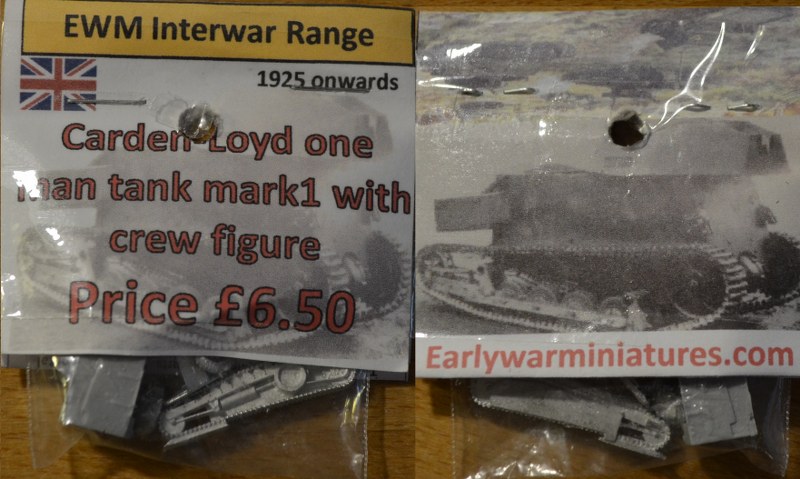 EWM Interwar Range
1925 onwards
Carden-Loyd one
man tank mark1 with
crew figure
Price £6.50
Earlywarminiatures.com